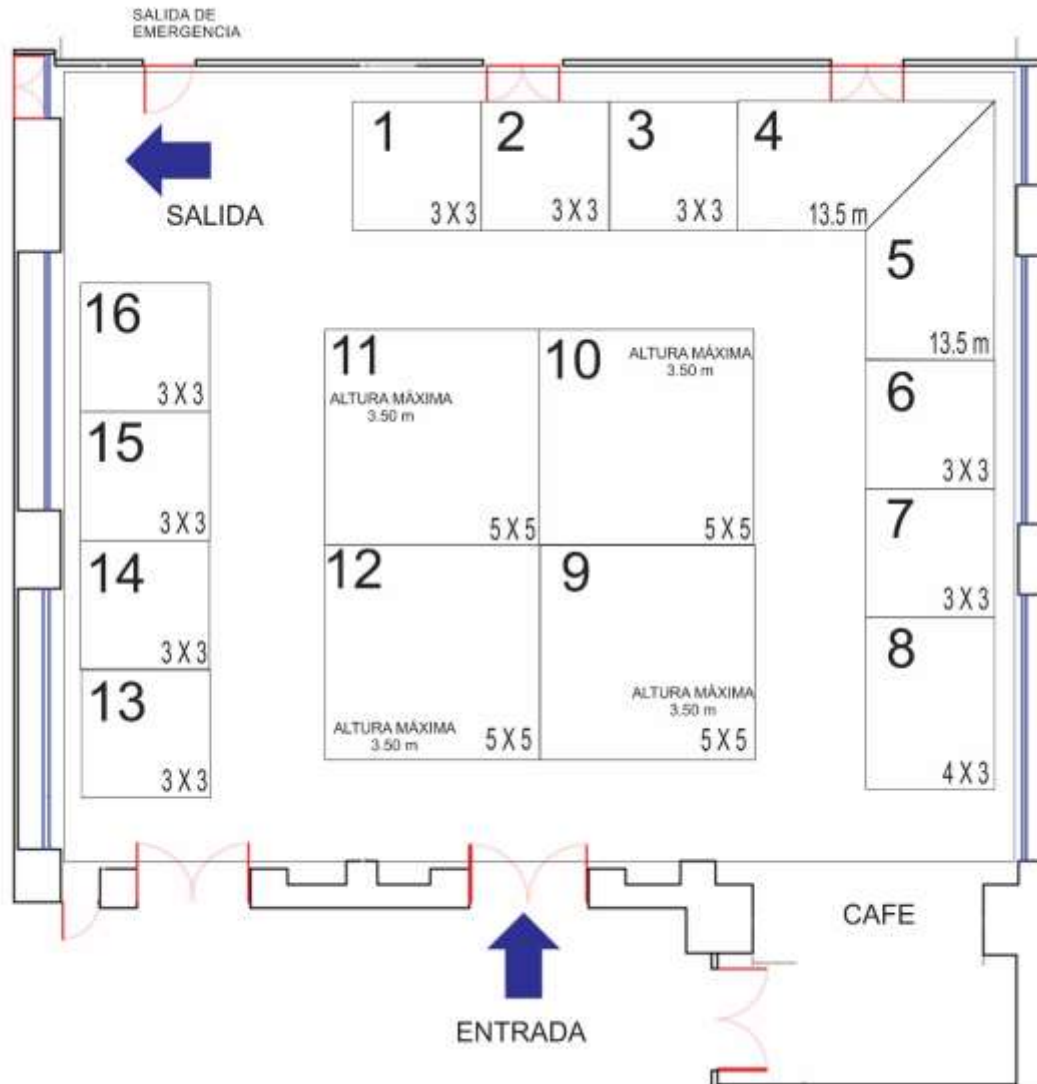 SALIDA DE
EMERGENCIA
1
3 X 3
2
3 X 3
3
3 X 3
4
13.5 m
SALIDA
5
13.5 m
16
3 X 3
11
ALTURA MÁXIMA
3.50 m
5 X 5
10
ALTURA MÁXIMA
3.50 m
5 X 5
6
3 X 3
15
3 X 3
7
3 X 3
14
3 X 3
12
ALTURA MÁXIMA
3.50 m
5 X 5
9
ALTURA MÁXIMA
3.50 m
5 X 5
8
4 X 3
13
3 X 3
CAFE
ENTRADA